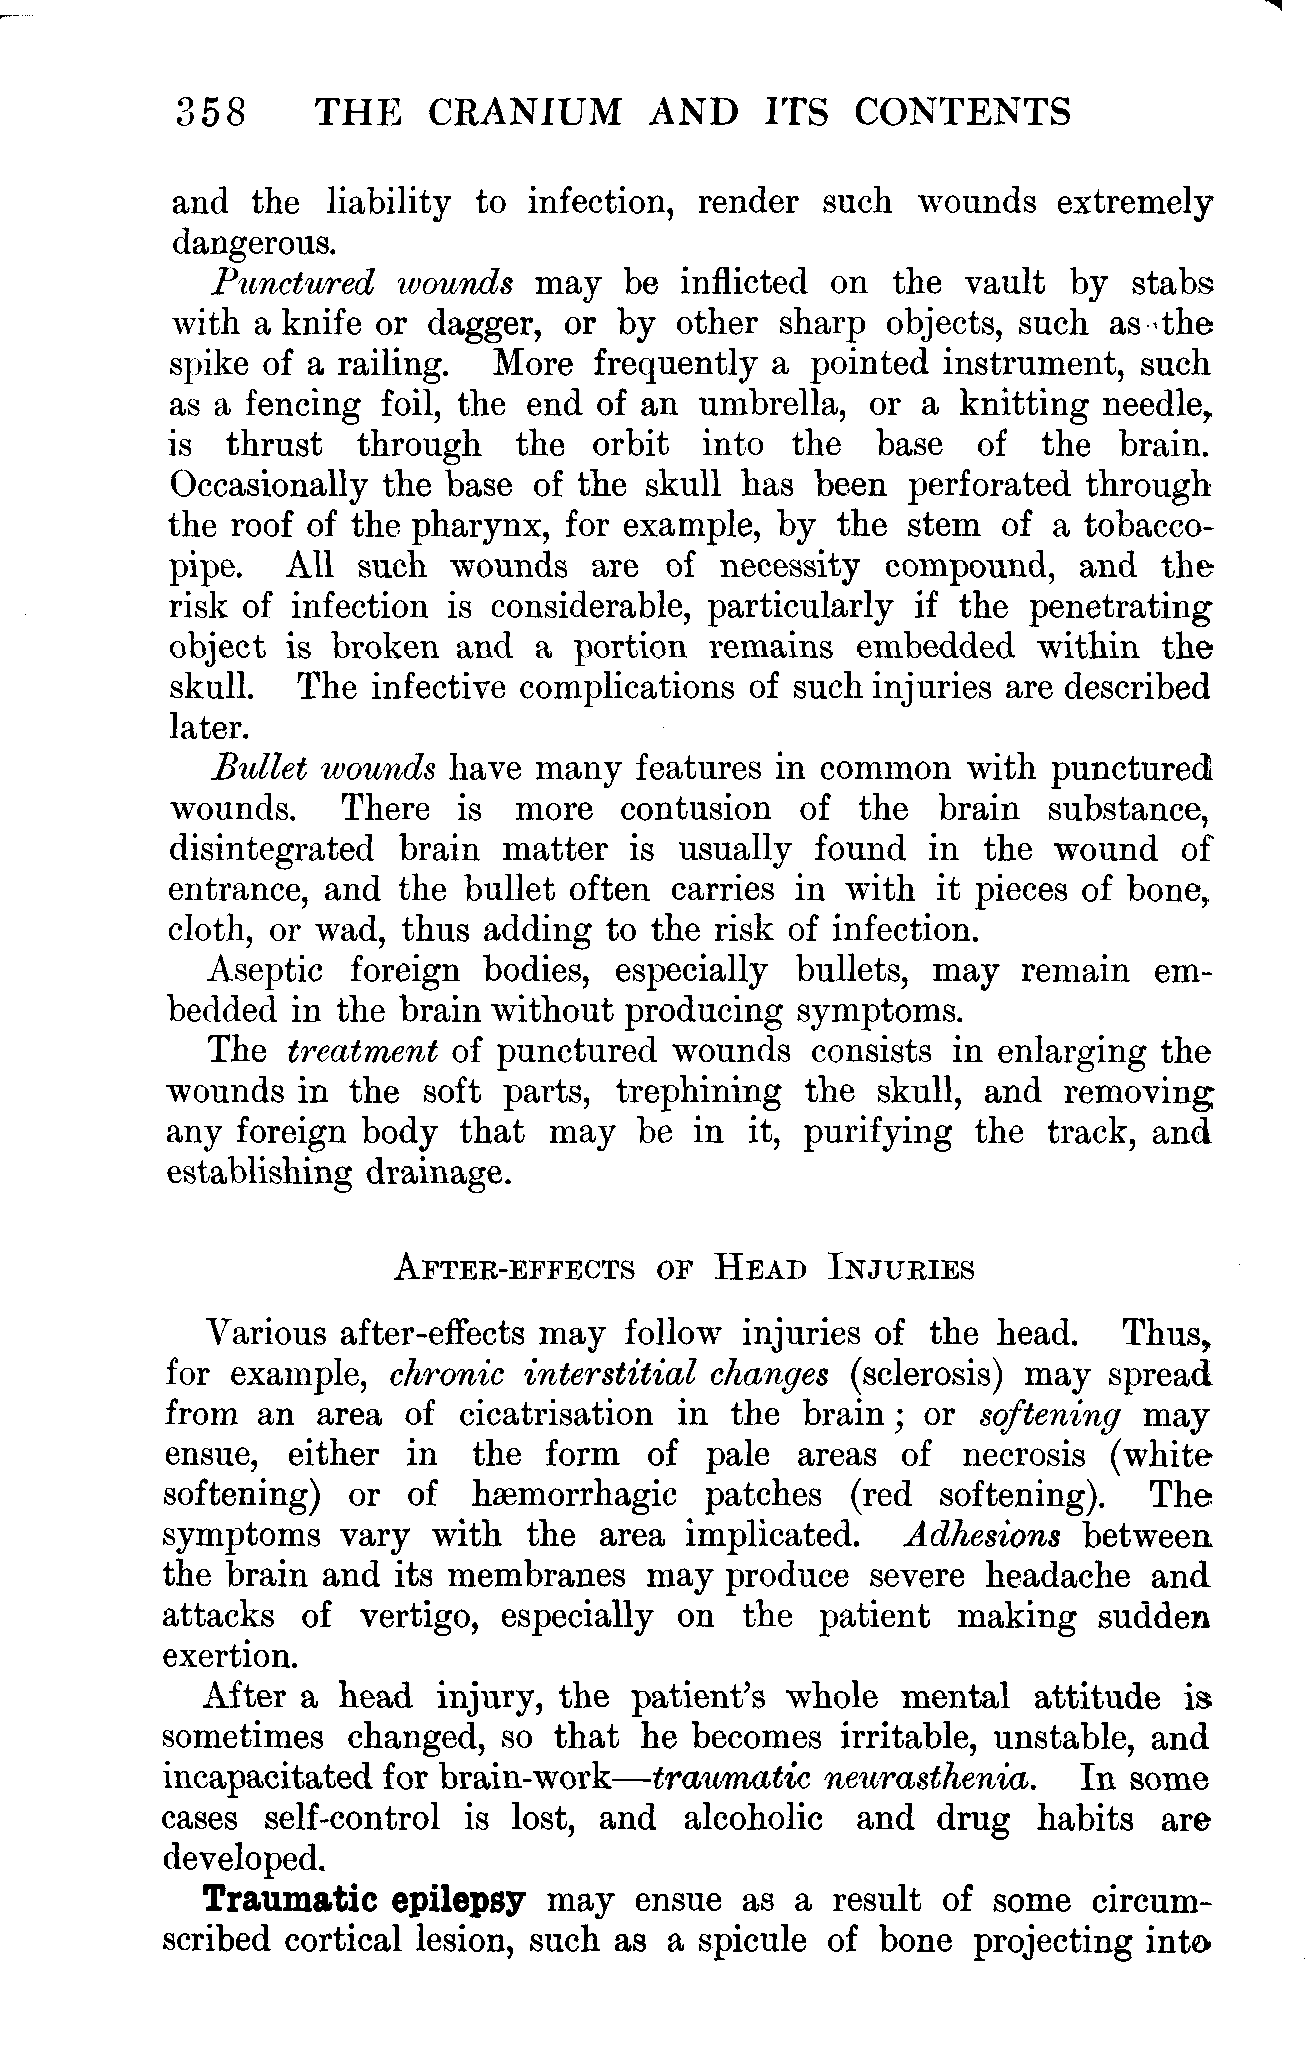 358 THE CRANIUM AND ITS CONTENTS
and the liability to infection, render such wounds extremely
dangerous.
Punctured wounds may be inflicted on the vault by stabs
with a knife or dagger, or by other sharp objects, such as the
spike of a railing. More frequently a pointed instrument, such
as a fencing foil, the end of an umbrella, or a knitting needle,
is thrust through the orbit into the base of the brain.
Occasionally the base of the skull has been perforated through
the roof of the pharynx, for example, by the stem of a tobacco-
pipe. All such wounds are of necessity compound, and the
risk of infection is considerable, particularly if the penetrating
object is broken and a portion remains embedded within the
skull. The infective complications of such injuries are described
later.
Bullet wounds have many features in common with punctured
wounds. There is more contusion of the brain substance,
disintegrated brain matter is usually found in the wound of
entrance, and the bullet often carries in with it pieces of bone,
cloth, or wad, thus adding to the risk of infection.
Aseptic foreign bodies, especially bullets, may remain em-
bedded in the brain without producing symptoms.
The treatment of punctured wounds consists in enlarging the
wounds in the soft parts, trephining the skull, and removing
any foreign body that may be in it, purifying the track, and
establishing drainage.
AFTER-EFFECTS OF HEAD INJURIES
Various after-effects may follow injuries of the head. Thus,
for example, chronic interstitial changes (sclerosis) may spread
from an area of cicatrisation in the brain; or softening may
ensue, either in the form of pale areas of necrosis (white
softening) or of hæmorrhagic patches (red softening). The
symptoms vary with the area implicated. Adhesions between
the brain and its membranes may produce severe headache and
attacks of vertigo, especially on the patient making sudden
exertion.
After a head injury, the patient's whole mental attitude is
sometimes changed, so that he becomes irritable, unstable, and
incapacitated for brain-work—traumatic neurasthenia. In some
cases self-control is lost, and alcoholic and drug habits are
developed.
Traumatic epilepsy may ensue as a result of some circum-
scribed cortical lesion, such as a spicule of bone projecting into